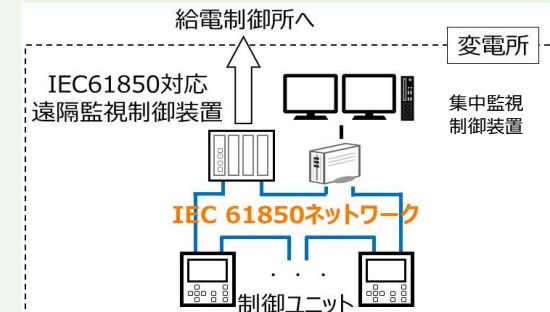 給電制御所へ
変電所
IEC61850対応
遠隔監視制御装置
集中監視
制御装置
IEC 61850ネットワーク
・・・
制御ユニット